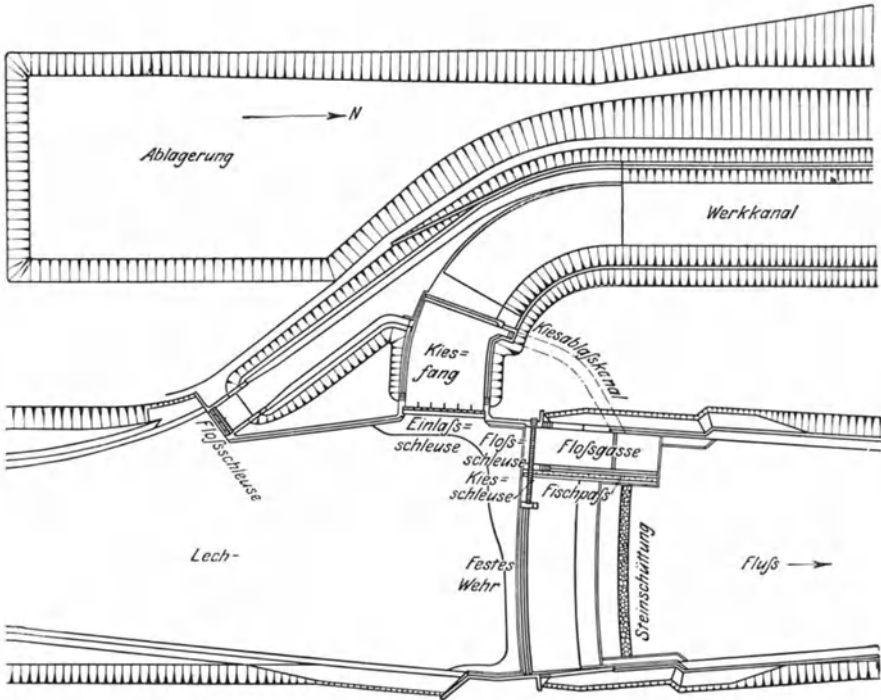 N
Ablagerung
Werkkanal
Kiesablaßkanal
Kies=
fang
Einlaß=
schleuse
Floß=
schleuse
Kies=
schleuse
Floßgasse
Fischpaß
Floßschleuse
Lech-
Festes
Wehr
Steinschüttung
Fluß